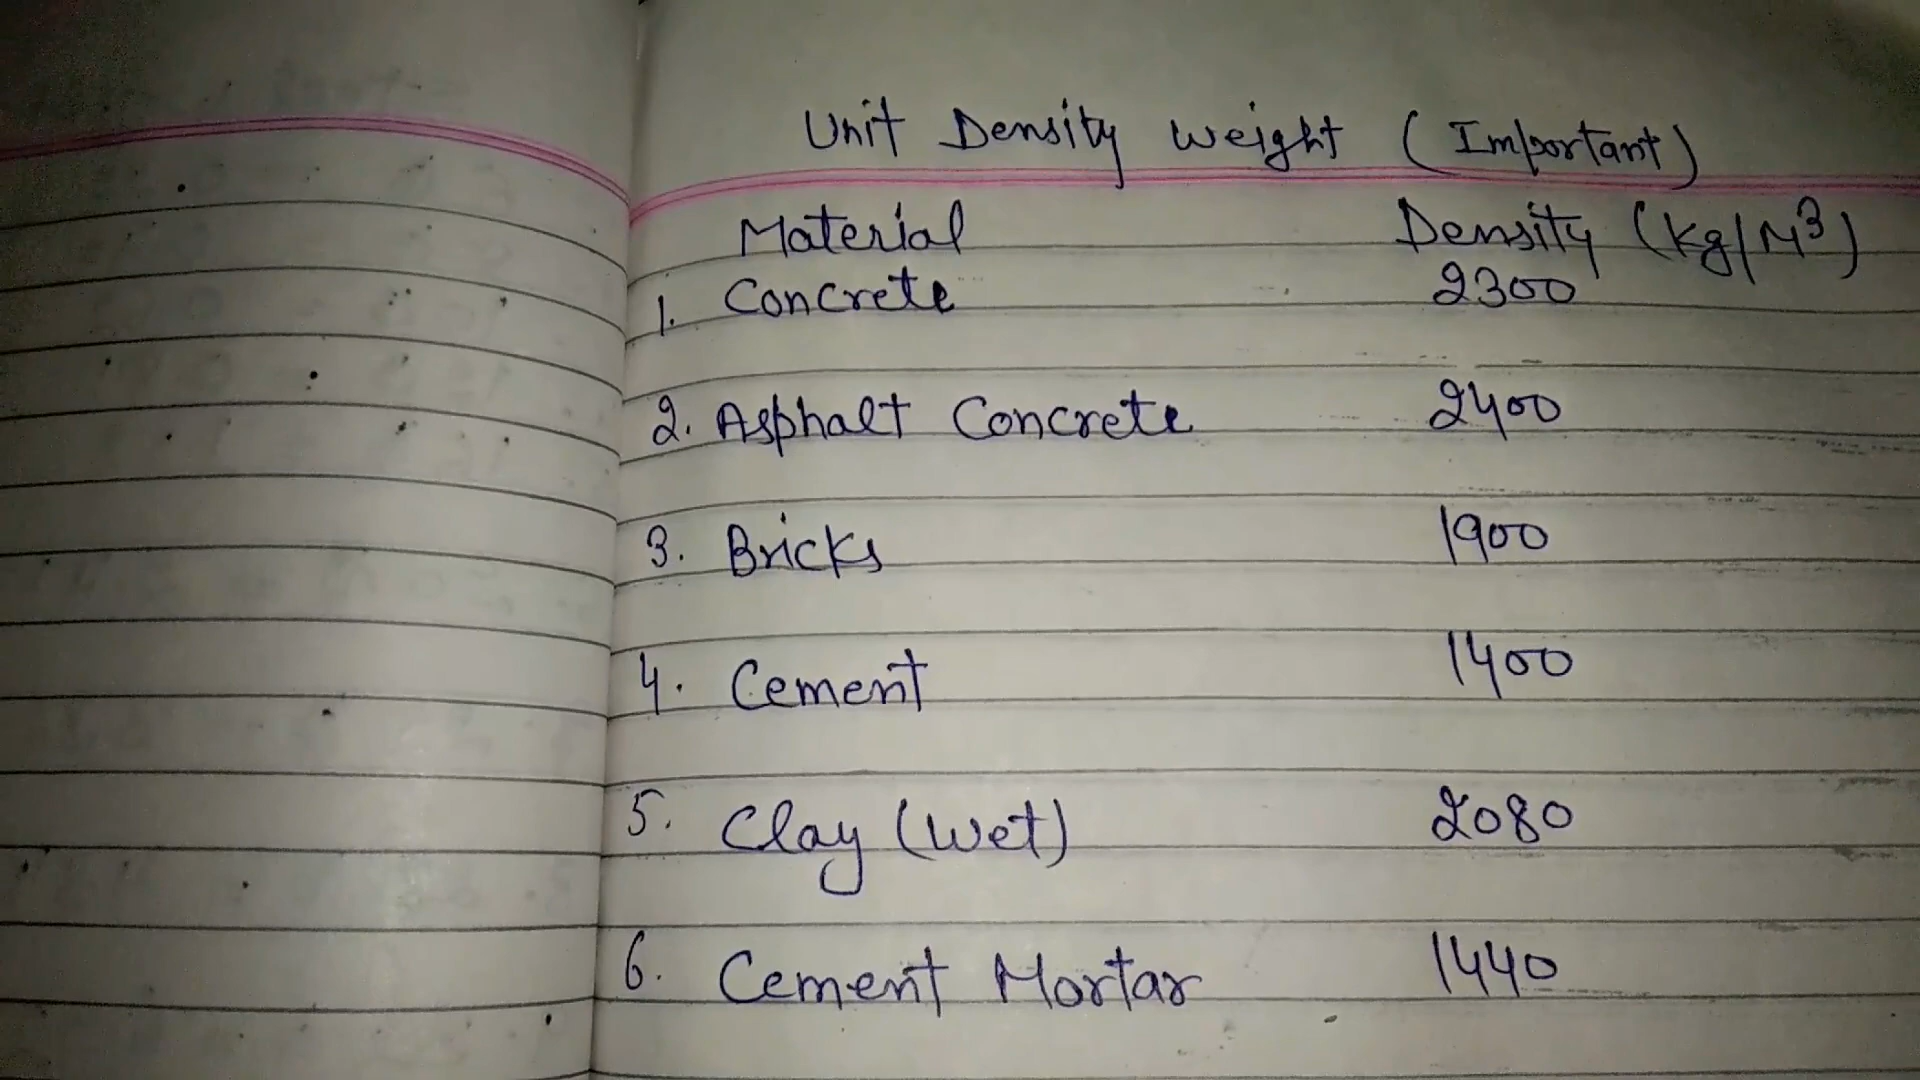 Unit Density Weight (Important)
Material Density (kg/M³)
1. Concrete 2300
2. Asphalt Concrete 2400
3. Bricks 1900
4. Cement 1400
5. Clay (Wet) 2080
6. Cement Mortar 1440